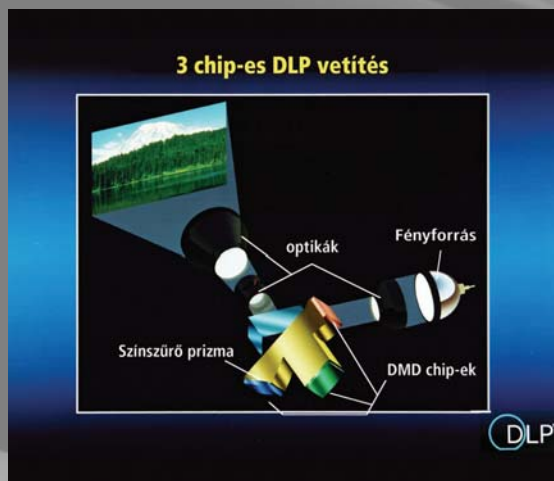 3 chip-es DLP vetítés
optikák
Fényforrás
Színszűrő prizma
DMD chip-ek
DLP